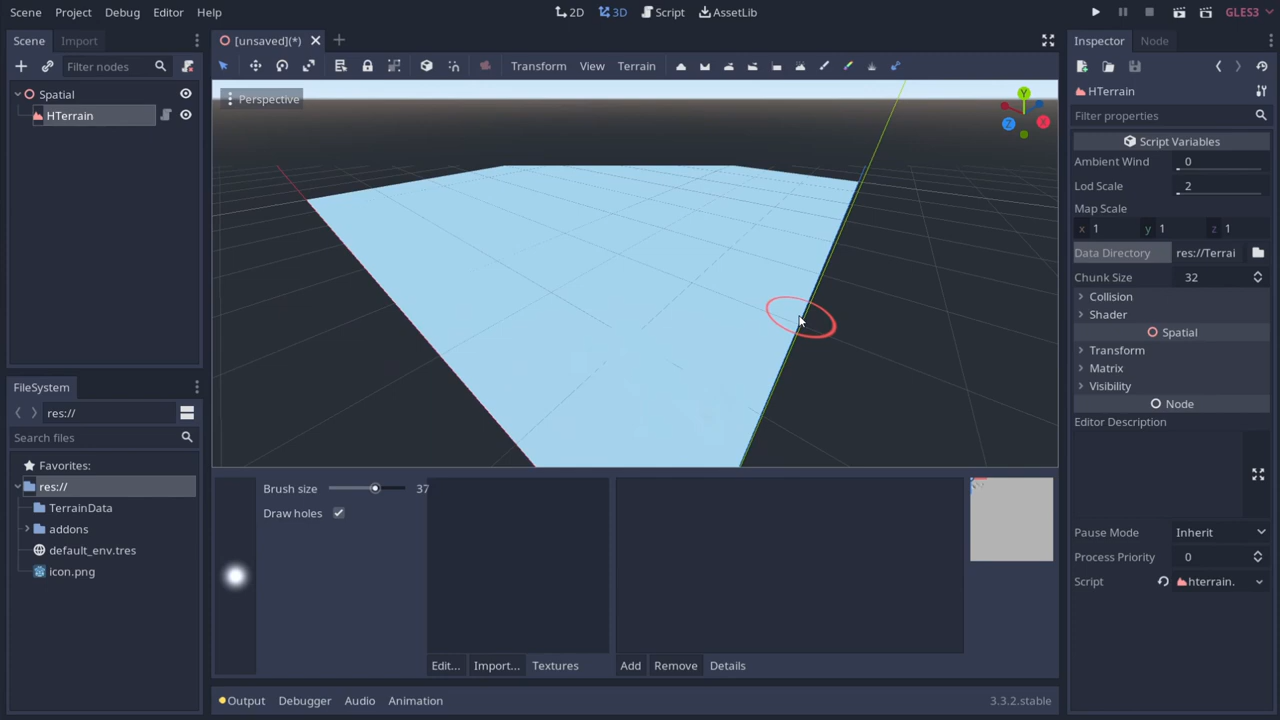 Scene Project Debug Editor Help
2D 3D Script AssetLib
GLES3
Scene Import
[unsaved](*)
Inspector Node
Filter nodes
Transform View Terrain
Spatial
HTerrain
Perspective
Y
X
Z
HTerrain
Filter properties
Script Variables
Ambient Wind 0
Lod Scale 2
Map Scale
x 1 y 1 z 1
Data Directory res://Terrai
Chunk Size 32
Collision
Shader
Spatial
Transform
Matrix
Visibility
Node
Editor Description
Pause Mode Inherit
Process Priority 0
Script hterrain.
FileSystem
res://
Search files
Favorites:
res://
TerrainData
addons
default_env.tres
icon.png
Brush size 37
Draw holes
Edit... Import... Textures
Add Remove Details
Output Debugger Audio Animation
3.3.2.stable